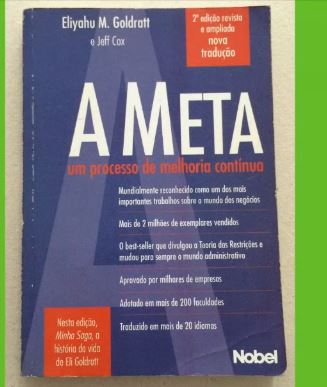 Eliyahu M. Goldratt
e Jeff Cox
2ª edição revista
e ampliada
nova
tradução
A META
um processo de melhoria contínua
Mundialmente reconhecido como um dos mais
importantes trabalhos sobre o mundo dos negócios
Mais de 2 milhões de exemplares vendidos
O best-seller que divulgou a Teoria das Restrições e
mudou para sempre o mundo administrativo
Aprovado por milhares de empresas
Adotado em mais de 200 faculdades
Traduzido em mais de 20 idiomas
Nesta edição,
Minha Saga, a
história da vida
de Eli Goldratt
Nobel